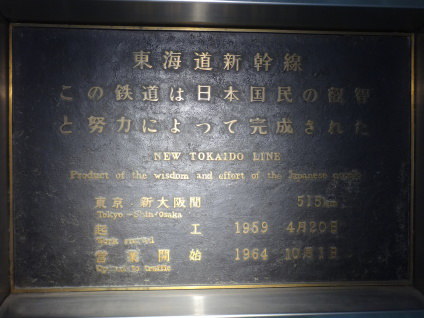 東海道新幹線
この鉄道は日本国民の叡智
と努力によって完成された
NEW TOKAIDO LINE
Product of the wisdom and effort of the Japanese people
東京 新大阪間 515km
Tokyo - Shin-Osaka
起工 1959 4月20日
Work started
営業開始 1964 10月1日
Opened to traffic